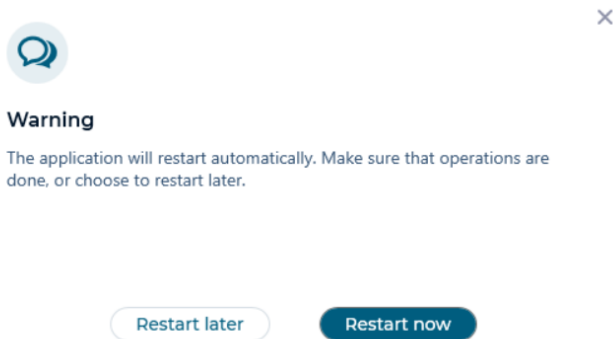 Warning
The application will restart automatically. Make sure that operations are
done, or choose to restart later.
Restart later
Restart now